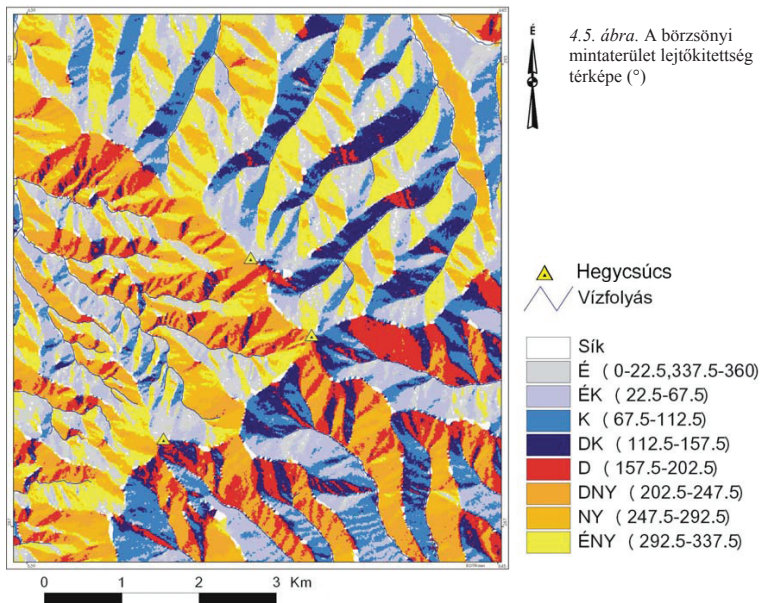 É
4.5. ábra. A börzsönyi
mintaterület lejtőkitettség
térképe (°)
Hegycsúcs
Vízfolyás
Sík
É ( 0-22.5,337.5-360)
ÉK ( 22.5-67.5)
K ( 67.5-112.5)
DK ( 112.5-157.5)
D ( 157.5-202.5)
DNY ( 202.5-247.5)
NY ( 247.5-292.5)
ÉNY ( 292.5-337.5)
0 1 2 3 Km